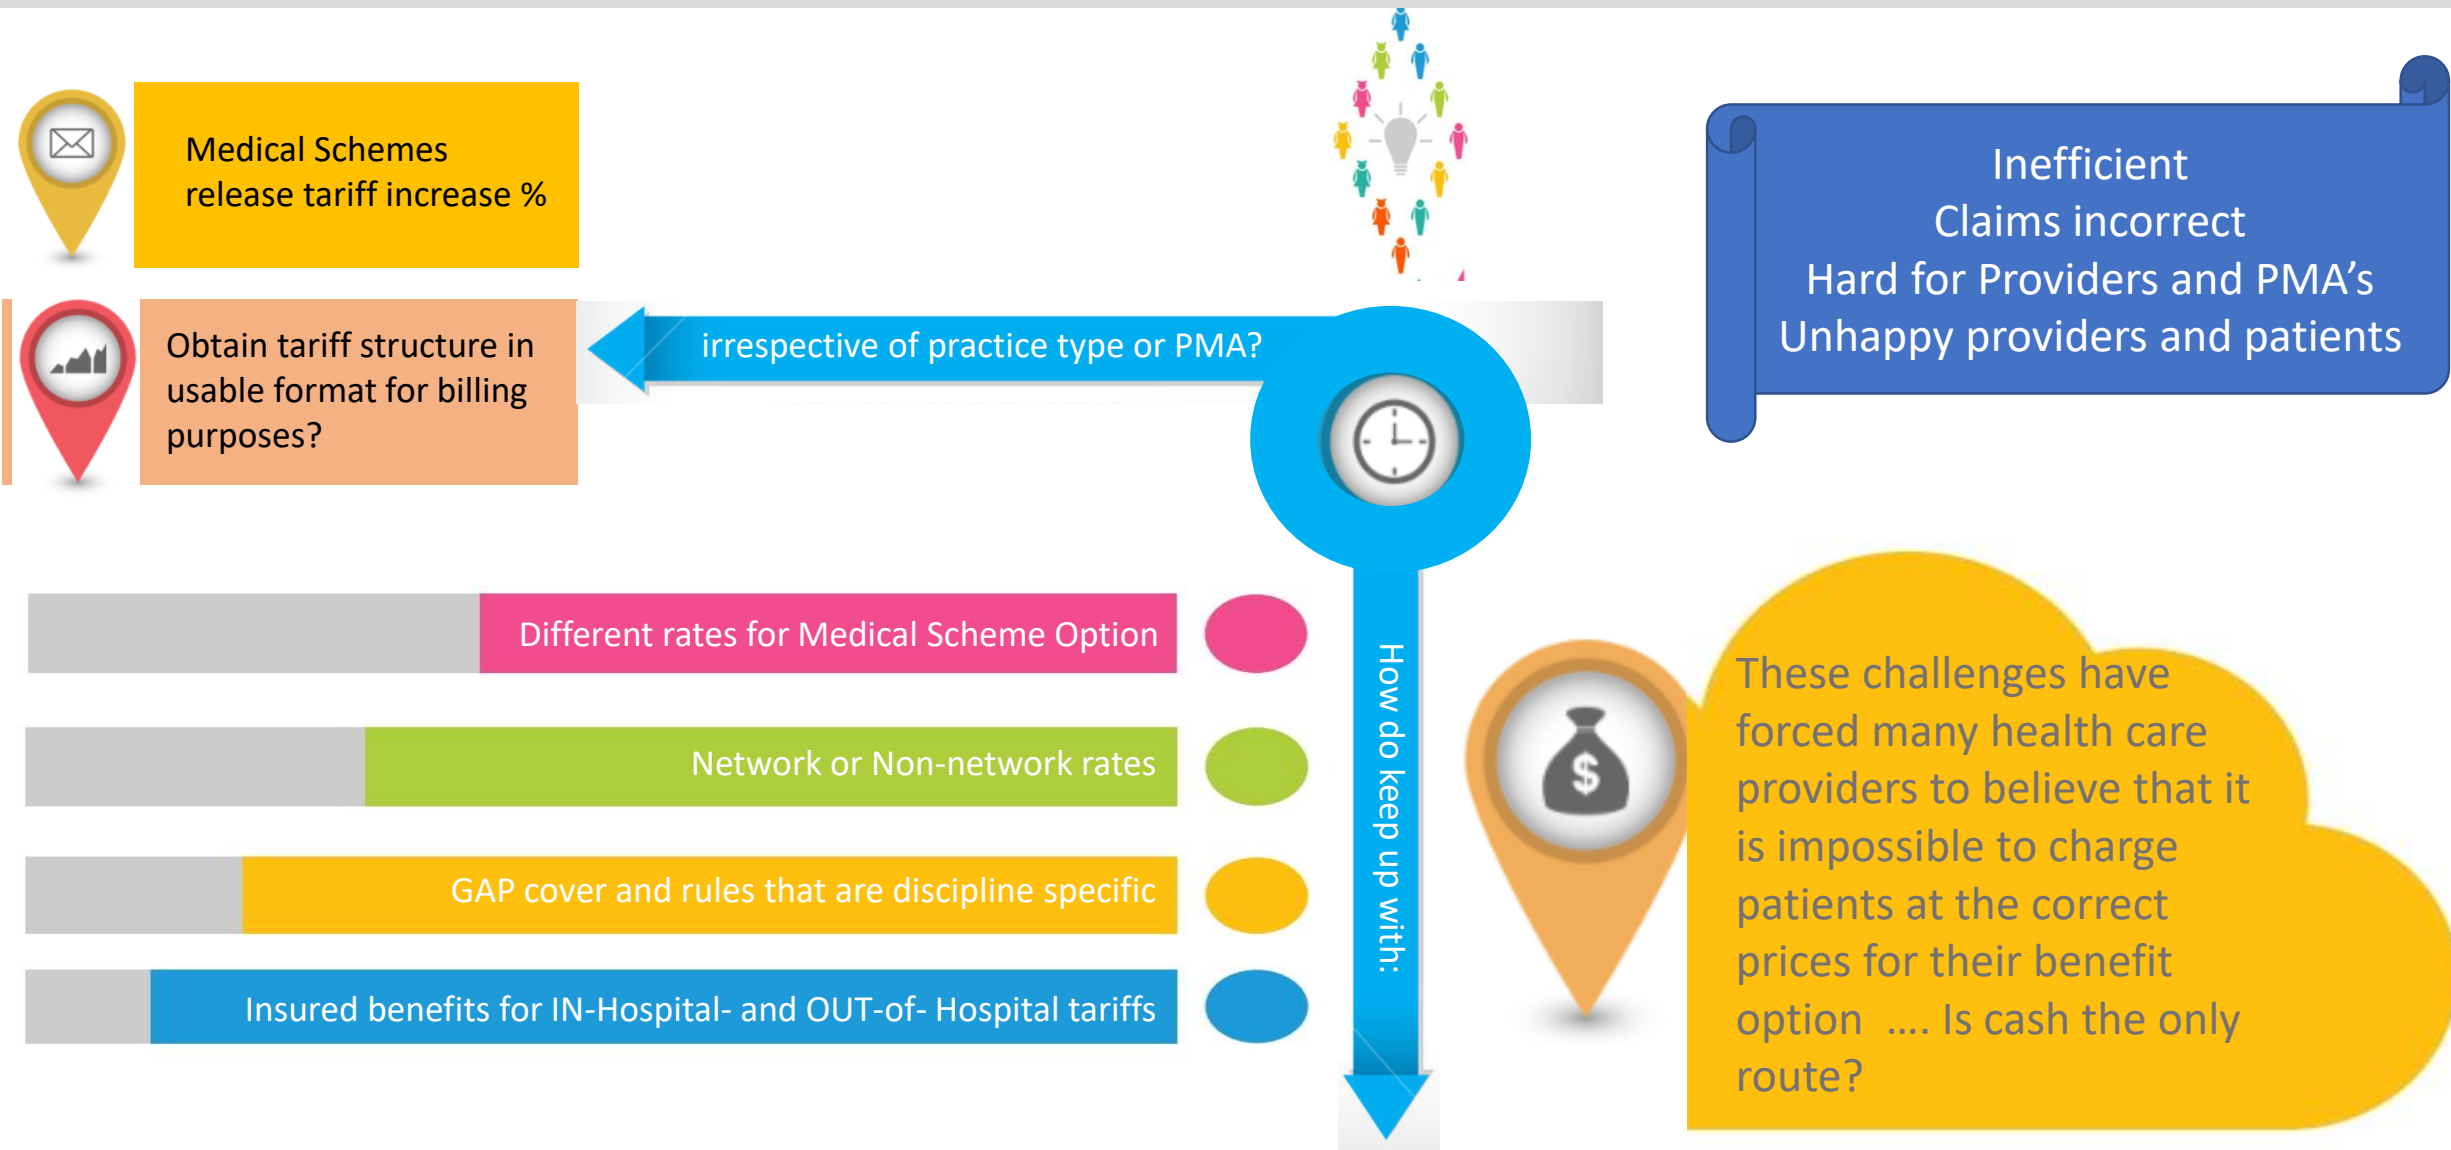 Medical Schemes
release tariff increase %
Obtain tariff structure in
usable format for billing
purposes?
irrespective of practice type or PMA?
Inefficient
Claims incorrect
Hard for Providers and PMA’s
Unhappy providers and patients
Different rates for Medical Scheme Option
Network or Non-network rates
GAP cover and rules that are discipline specific
Insured benefits for IN-Hospital- and OUT-of- Hospital tariffs
How do keep up with:
$
These challenges have
forced many health care
providers to believe that it
is impossible to charge
patients at the correct
prices for their benefit
option  .... Is cash the only
route?